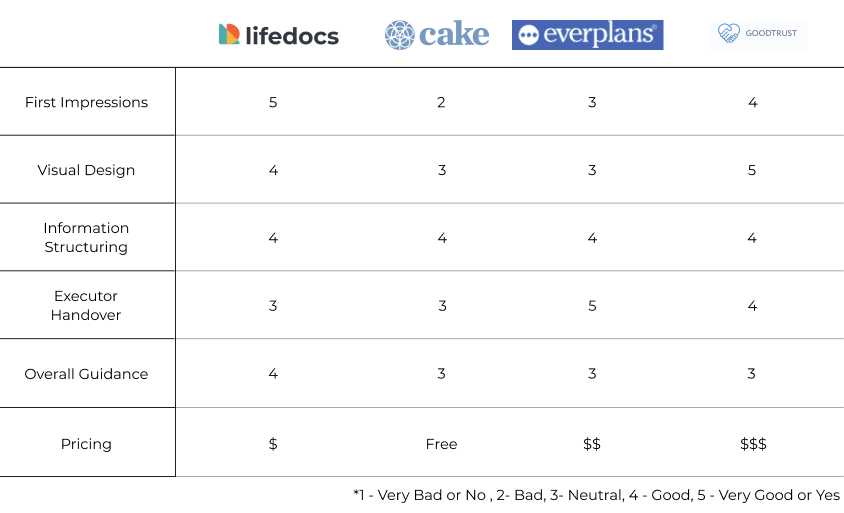 lifedocs cake everplans® GOODTRUST
First Impressions 5 2 3 4
Visual Design 4 3 3 5
Information
Structuring 4 4 4 4
Executor
Handover 3 3 5 4
Overall Guidance 4 3 3 3
Pricing $ Free $$ $$$
*1 - Very Bad or No , 2- Bad, 3- Neutral, 4 - Good, 5 - Very Good or Yes